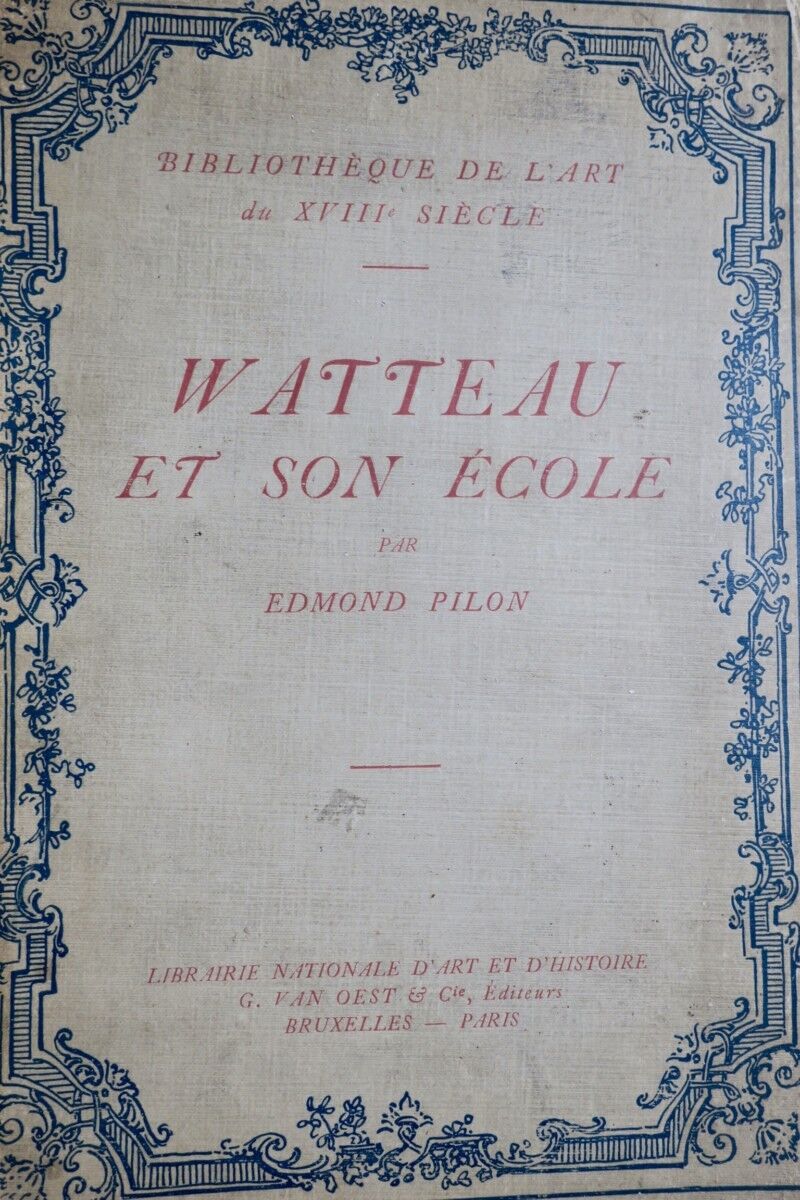 BIBLIOTHÈQUE DE L'ART
du XVIIIe SIÈCLE
WATTEAU
ET SON ÉCOLE
PAR
EDMOND PILON
LIBRAIRIE NATIONALE D'ART ET D'HISTOIRE
G. VAN OEST & Cie, Éditeurs
BRUXELLES — PARIS